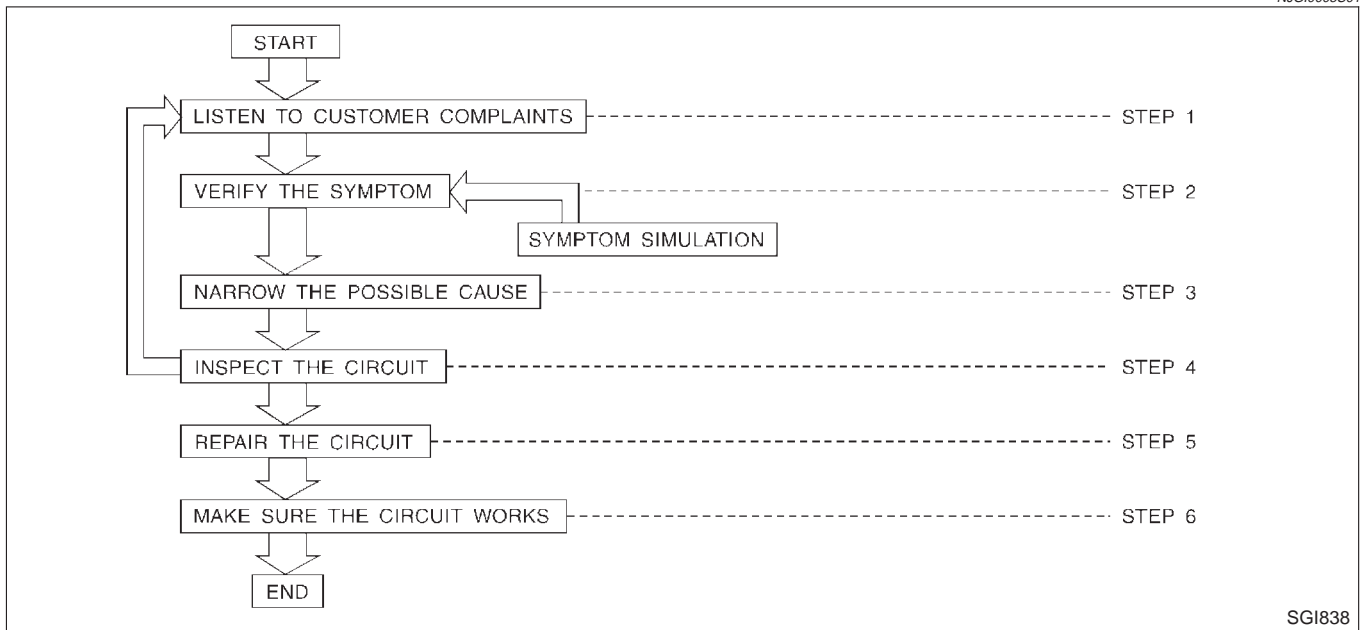 START
LISTEN TO CUSTOMER COMPLAINTS STEP 1
VERIFY THE SYMPTOM STEP 2
SYMPTOM SIMULATION
NARROW THE POSSIBLE CAUSE STEP 3
INSPECT THE CIRCUIT STEP 4
REPAIR THE CIRCUIT STEP 5
MAKE SURE THE CIRCUIT WORKS STEP 6
END
SGI838